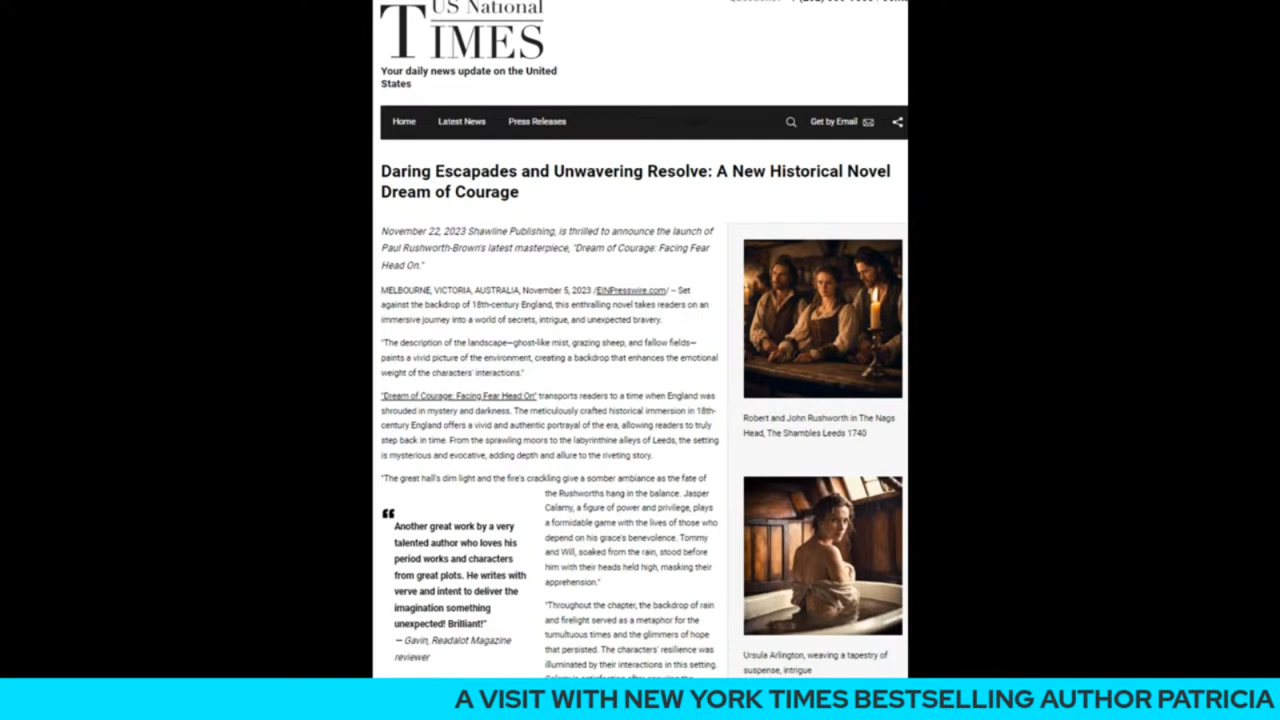 US National
TIMES
Your daily news update on the United
States
Home Latest News Press Releases Get by Email
Daring Escapades and Unwavering Resolve: A New Historical Novel
Dream of Courage
November 22, 2023 Shawline Publishing, is thrilled to announce the launch of
Paul Rushworth-Brown's latest masterpiece, "Dream of Courage: Facing Fear
Head On."
MELBOURNE, VICTORIA, AUSTRALIA, November 5, 2023 /EINPresswire.com/ -- Set
against the backdrop of 18th-century England, this enthralling novel takes readers on an
immersive journey into a world of secrets, intrigue, and unexpected bravery.
"The description of the landscape—ghost-like mist, grazing sheep, and fallow fields—
paints a vivid picture of the environment, creating a backdrop that enhances the emotional
weight of the characters' interactions."
"Dream of Courage: Facing Fear Head On" transports readers to a time when England was
shrouded in mystery and darkness. The meticulously crafted historical immersion in 18th-
century England offers a vivid and authentic portrayal of the era, allowing readers to truly
step back in time. From the sprawling moors to the labyrinthine alleys of Leeds, the setting
is mysterious and evocative, adding depth and allure to the riveting story.
"The great hall's dim light and the fire's crackling give a somber ambiance as the fate of
the Rushworths hang in the balance. Jasper
Calamy, a figure of power and privilege, plays
a formidable game with the lives of those who
depend on his grace's benevolence. Tommy
and Will, soaked from the rain, stood before
him with their heads held high, masking their
apprehension."
"Throughout the chapter, the backdrop of rain
and firelight served as a metaphor for the
tumultuous times and the glimmers of hope
that persisted. The characters' resilience was
illuminated by their interactions in this setting.
Another great work by a very
talented author who loves his
period works and characters
from great plots. He writes with
verve and intent to deliver the
imagination something
unexpected! Brilliant!"
— Gavin, Readalot Magazine
reviewer
Robert and John Rushworth in The Nags
Head, The Shambles Leeds 1740
Ursula Arlington, weaving a tapestry of
suspense, intrigue
A VISIT WITH NEW YORK TIMES BESTSELLING AUTHOR PATRICIA